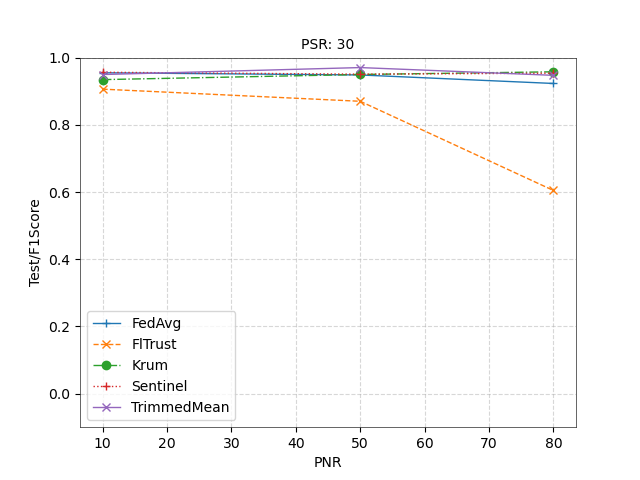 PSR: 30
1.0
0.8
0.6
0.4
0.2
0.0
Test/F1Score
FedAvg
FlTrust
Krum
Sentinel
TrimmedMean
10 20 30 40 50 60 70 80
PNR